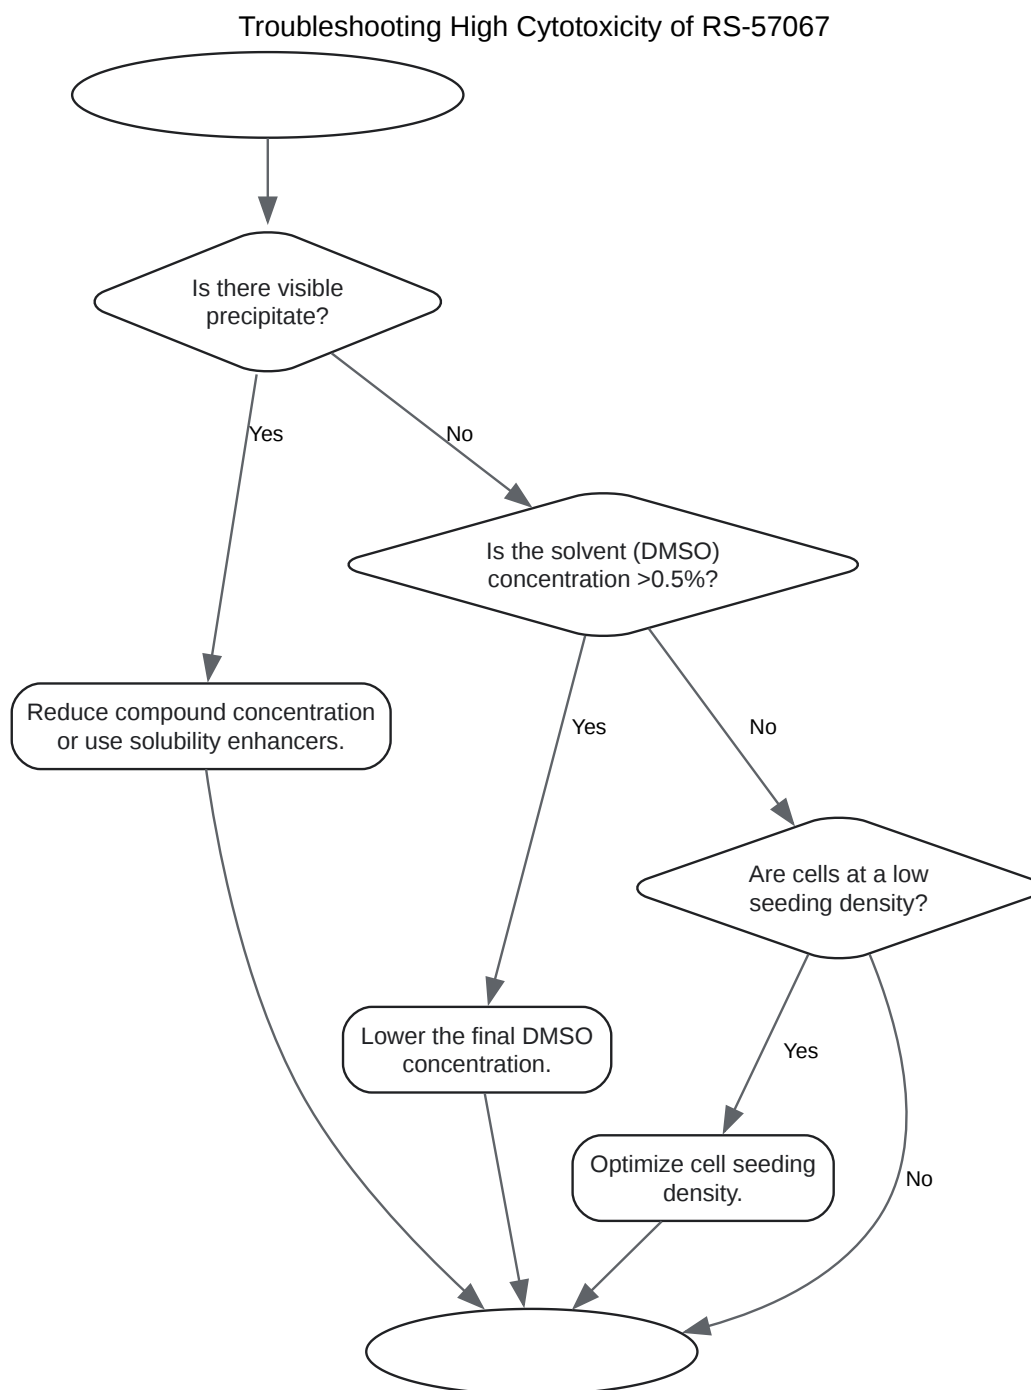 Troubleshooting High Cytotoxicity of RS-57067
Is there visible
precipitate?
Yes
No
Is the solvent (DMSO)
concentration >0.5%?
Reduce compound concentration
or use solubility enhancers.
Yes
No
Are cells at a low
seeding density?
Lower the final DMSO
concentration.
Yes
Optimize cell seeding
density.
No